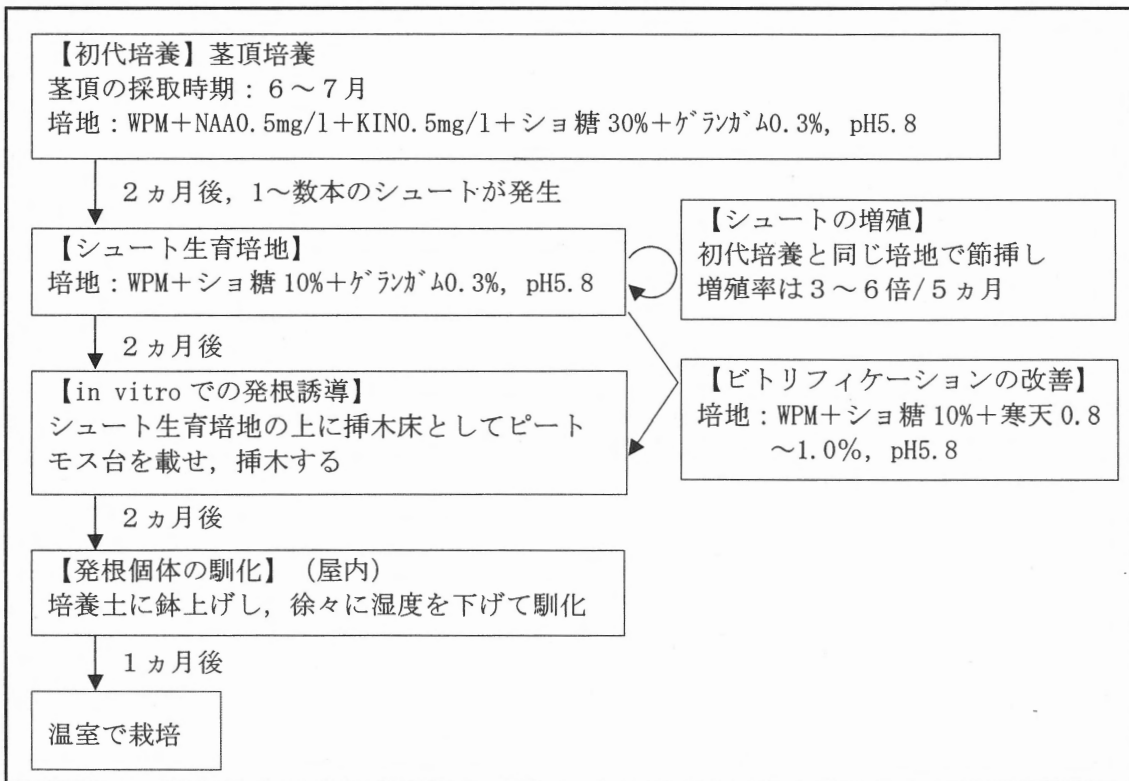 【初代培養】茎頂培養
茎頂の採取時期：６～７月
培地：WPM＋NAA0.5mg/l＋KIN0.5mg/l＋ショ糖30%＋ｹﾞﾗﾝｶﾞﾑ0.3%, pH5.8
２ヵ月後，1～数本のシュートが発生
【シュート生育培地】
培地：WPM＋ショ糖10%＋ｹﾞﾗﾝｶﾞﾑ0.3%, pH5.8
【シュートの増殖】
初代培養と同じ培地で節挿し
増殖率は３～６倍/５ヵ月
２ヵ月後
【in vitroでの発根誘導】
シュート生育培地の上に挿木床としてピート
モス台を載せ，挿木する
【ビトリフィケーションの改善】
培地：WPM＋ショ糖10%＋寒天0.8
～1.0%, pH5.8
２ヵ月後
【発根個体の馴化】（屋内）
培養土に鉢上げし，徐々に湿度を下げて馴化
１ヵ月後
温室で栽培